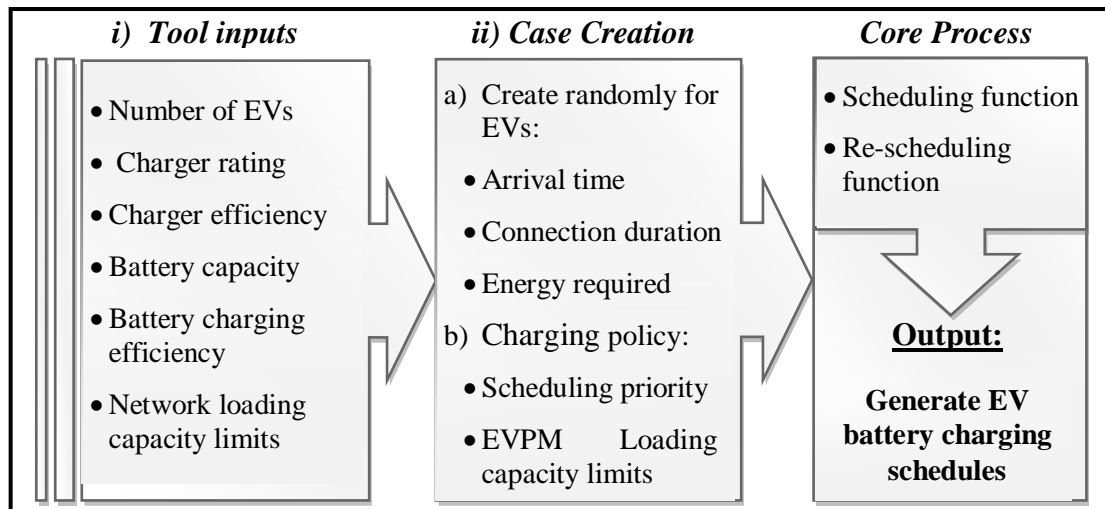 i) Tool inputs
• Number of EVs
• Charger rating
• Charger efficiency
• Battery capacity
• Battery charging
efficiency
• Network loading
capacity limits
ii) Case Creation
a) Create randomly for
EVs:
• Arrival time
• Connection duration
• Energy required
b) Charging policy:
• Scheduling priority
• EVPM Loading
capacity limits
Core Process
• Scheduling function
• Re-scheduling
function
Output:
Generate EV
battery charging
schedules